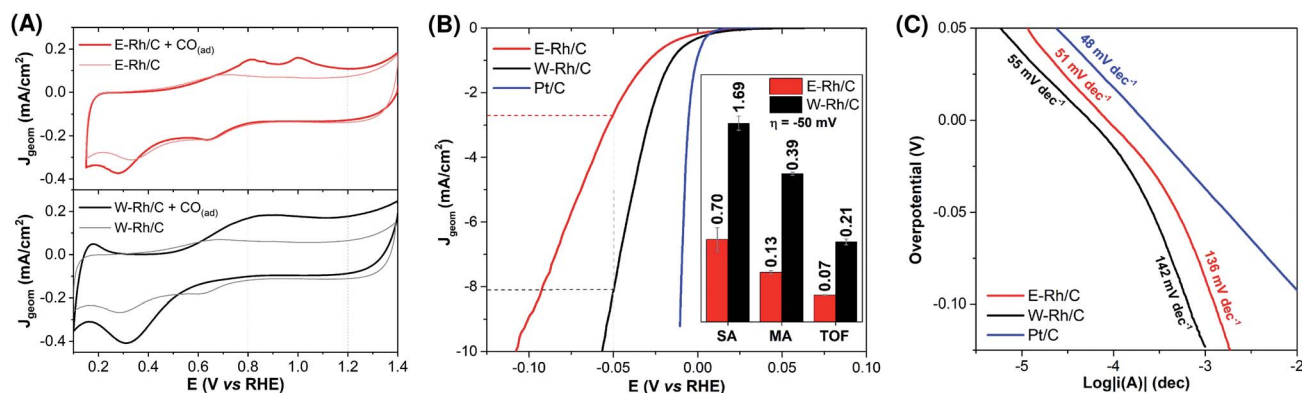 (A)
E-Rh/C + CO(ad)
E-Rh/C
0.2
0.0
-0.2
-0.4
J geom (mA/cm²)
W-Rh/C + CO(ad)
W-Rh/C
0.2
0.0
-0.2
-0.4
J geom (mA/cm²)
0.2 0.4 0.6 0.8 1.0 1.2 1.4
E (V vs RHE)
(B)
E-Rh/C
W-Rh/C
Pt/C
0
-2
-4
-6
-8
-10
J geom (mA/cm²)
E-Rh/C
W-Rh/C
η = -50 mV
0.70
1.69
0.13
0.39
0.07
0.21
SA MA TOF
-0.10 -0.05 0.00 0.05
E (V vs RHE)
(C)
0.05
0.00
-0.05
-0.10
Overpotential (V)
55 mV dec⁻¹
51 mV dec⁻¹
48 mV dec⁻¹
142 mV dec⁻¹
136 mV dec⁻¹
E-Rh/C
W-Rh/C
Pt/C
-5 -4 -3 -2
Log|i(A)| (dec)